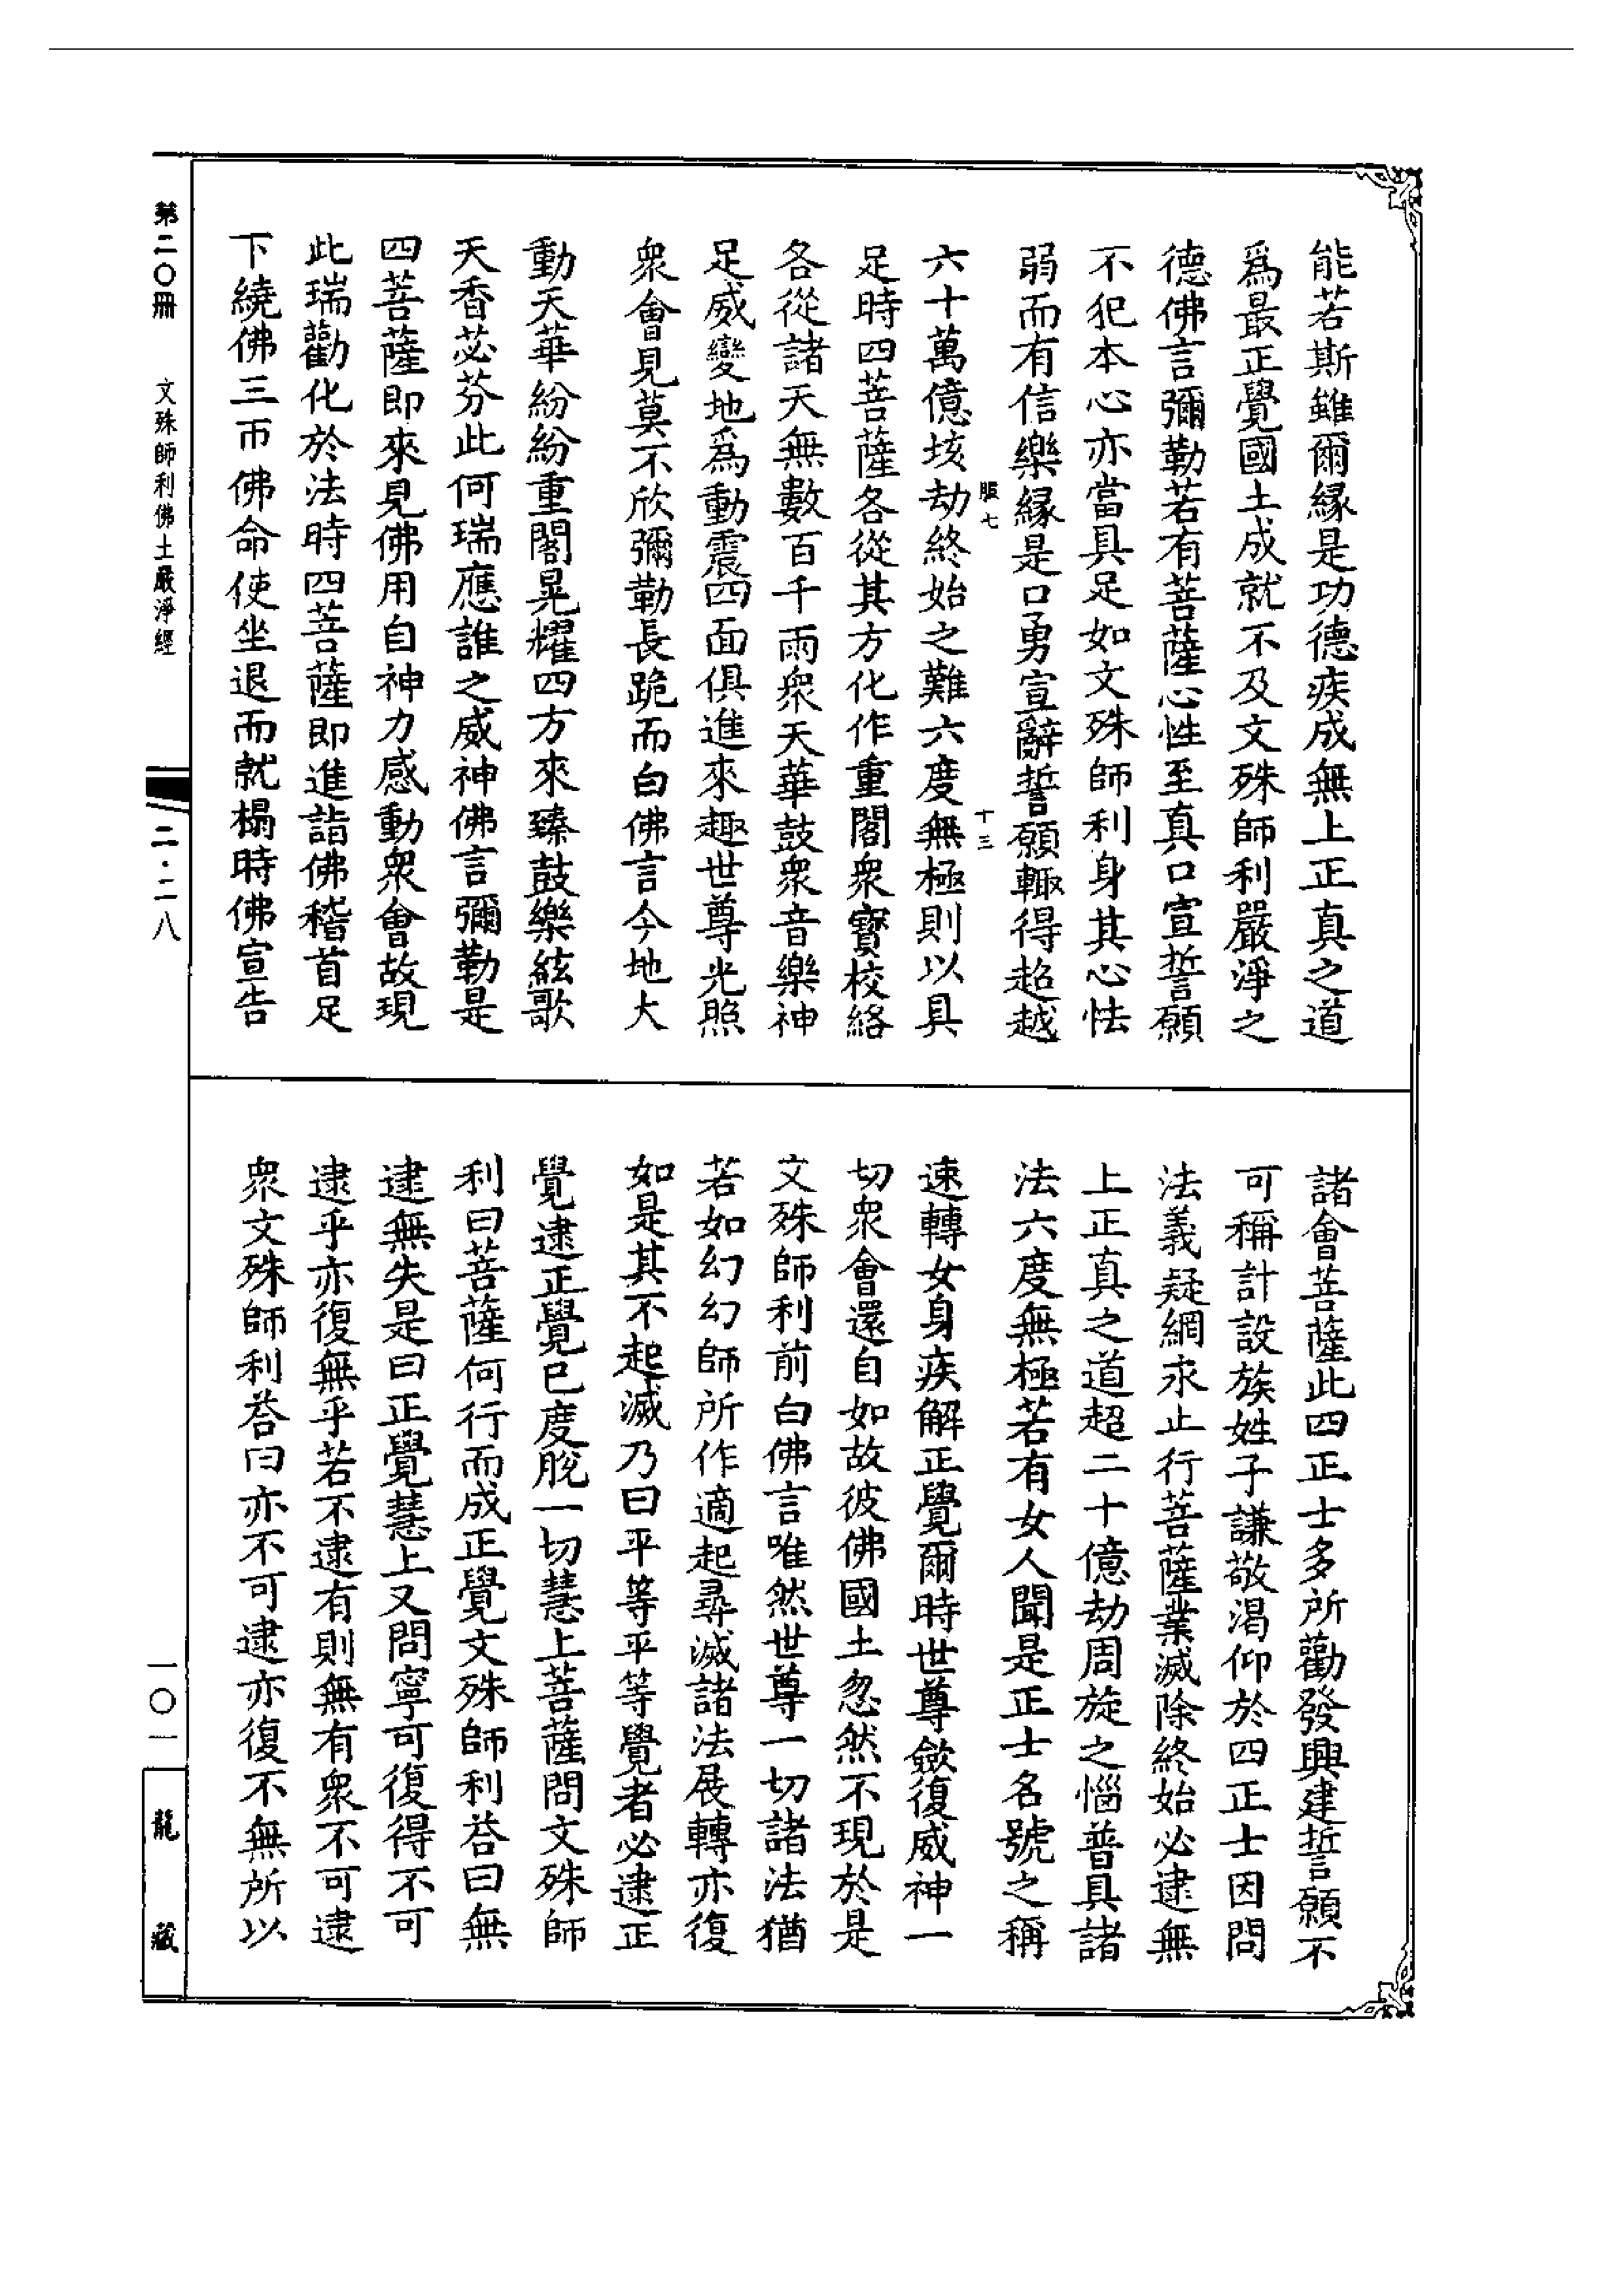 能若斯雖爾緣是功德疾成無上正真之道
爲最正覺國土成就不及文殊師利嚴淨之
德佛言彌勒若有菩薩心性至真口宣誓願
不犯本心亦當具足如文殊師利身其心怯
弱而有信樂緣是口勇宣辭誓願輙得超越
服七
十三
六十萬億垓劫終始之難六度無極則以具
足時四菩薩各從其方化作重閣衆寶校絡
各從諸天無數百千雨衆天華鼓衆音樂神
足威變地爲動震四面俱進來趣世尊光照
衆會見莫不欣彌勒長跪而白佛言今地大
動天華紛紛重閣晃耀四方來臻鼓樂絃歌
天香苾芬此何瑞應誰之威神佛言彌勒是
四菩薩即來見佛用自神力感動衆會故現
此瑞勸化於法時四菩薩即進詣佛稽首足
下繞佛三帀佛命使坐退而就榻時佛宣告
諸會菩薩此四正士多所勸發興建誓願不
可稱計設族姓子謙敬渴仰於四正士因問
法義疑網永止行菩薩業滅除終始必逮無
上正真之道超二十億劫周旋之惱普具諸
法六度無極若有女人聞是正士名號之稱
速轉女身疾解正覺爾時世尊斂復威神一
切衆會還自如故彼佛國土忽然不現於是
文殊師利前白佛言唯然世尊一切諸法猶
若如幻幻師所作適起尋滅諸法展轉亦復
如是其不起滅乃曰平等平等覺者必逮正
覺逮正覺已度脫一切慧上菩薩問文殊師
利曰菩薩何行而成正覺文殊師利荅曰無
逮無失是曰正覺慧上又問寧可復得不可
逮乎亦復無乎若不逮有則無有衆不可逮
衆文殊師利荅曰亦不可逮亦復不無所以
第二〇冊
文殊師利佛土嚴淨經
二·二八
一〇一
龍藏